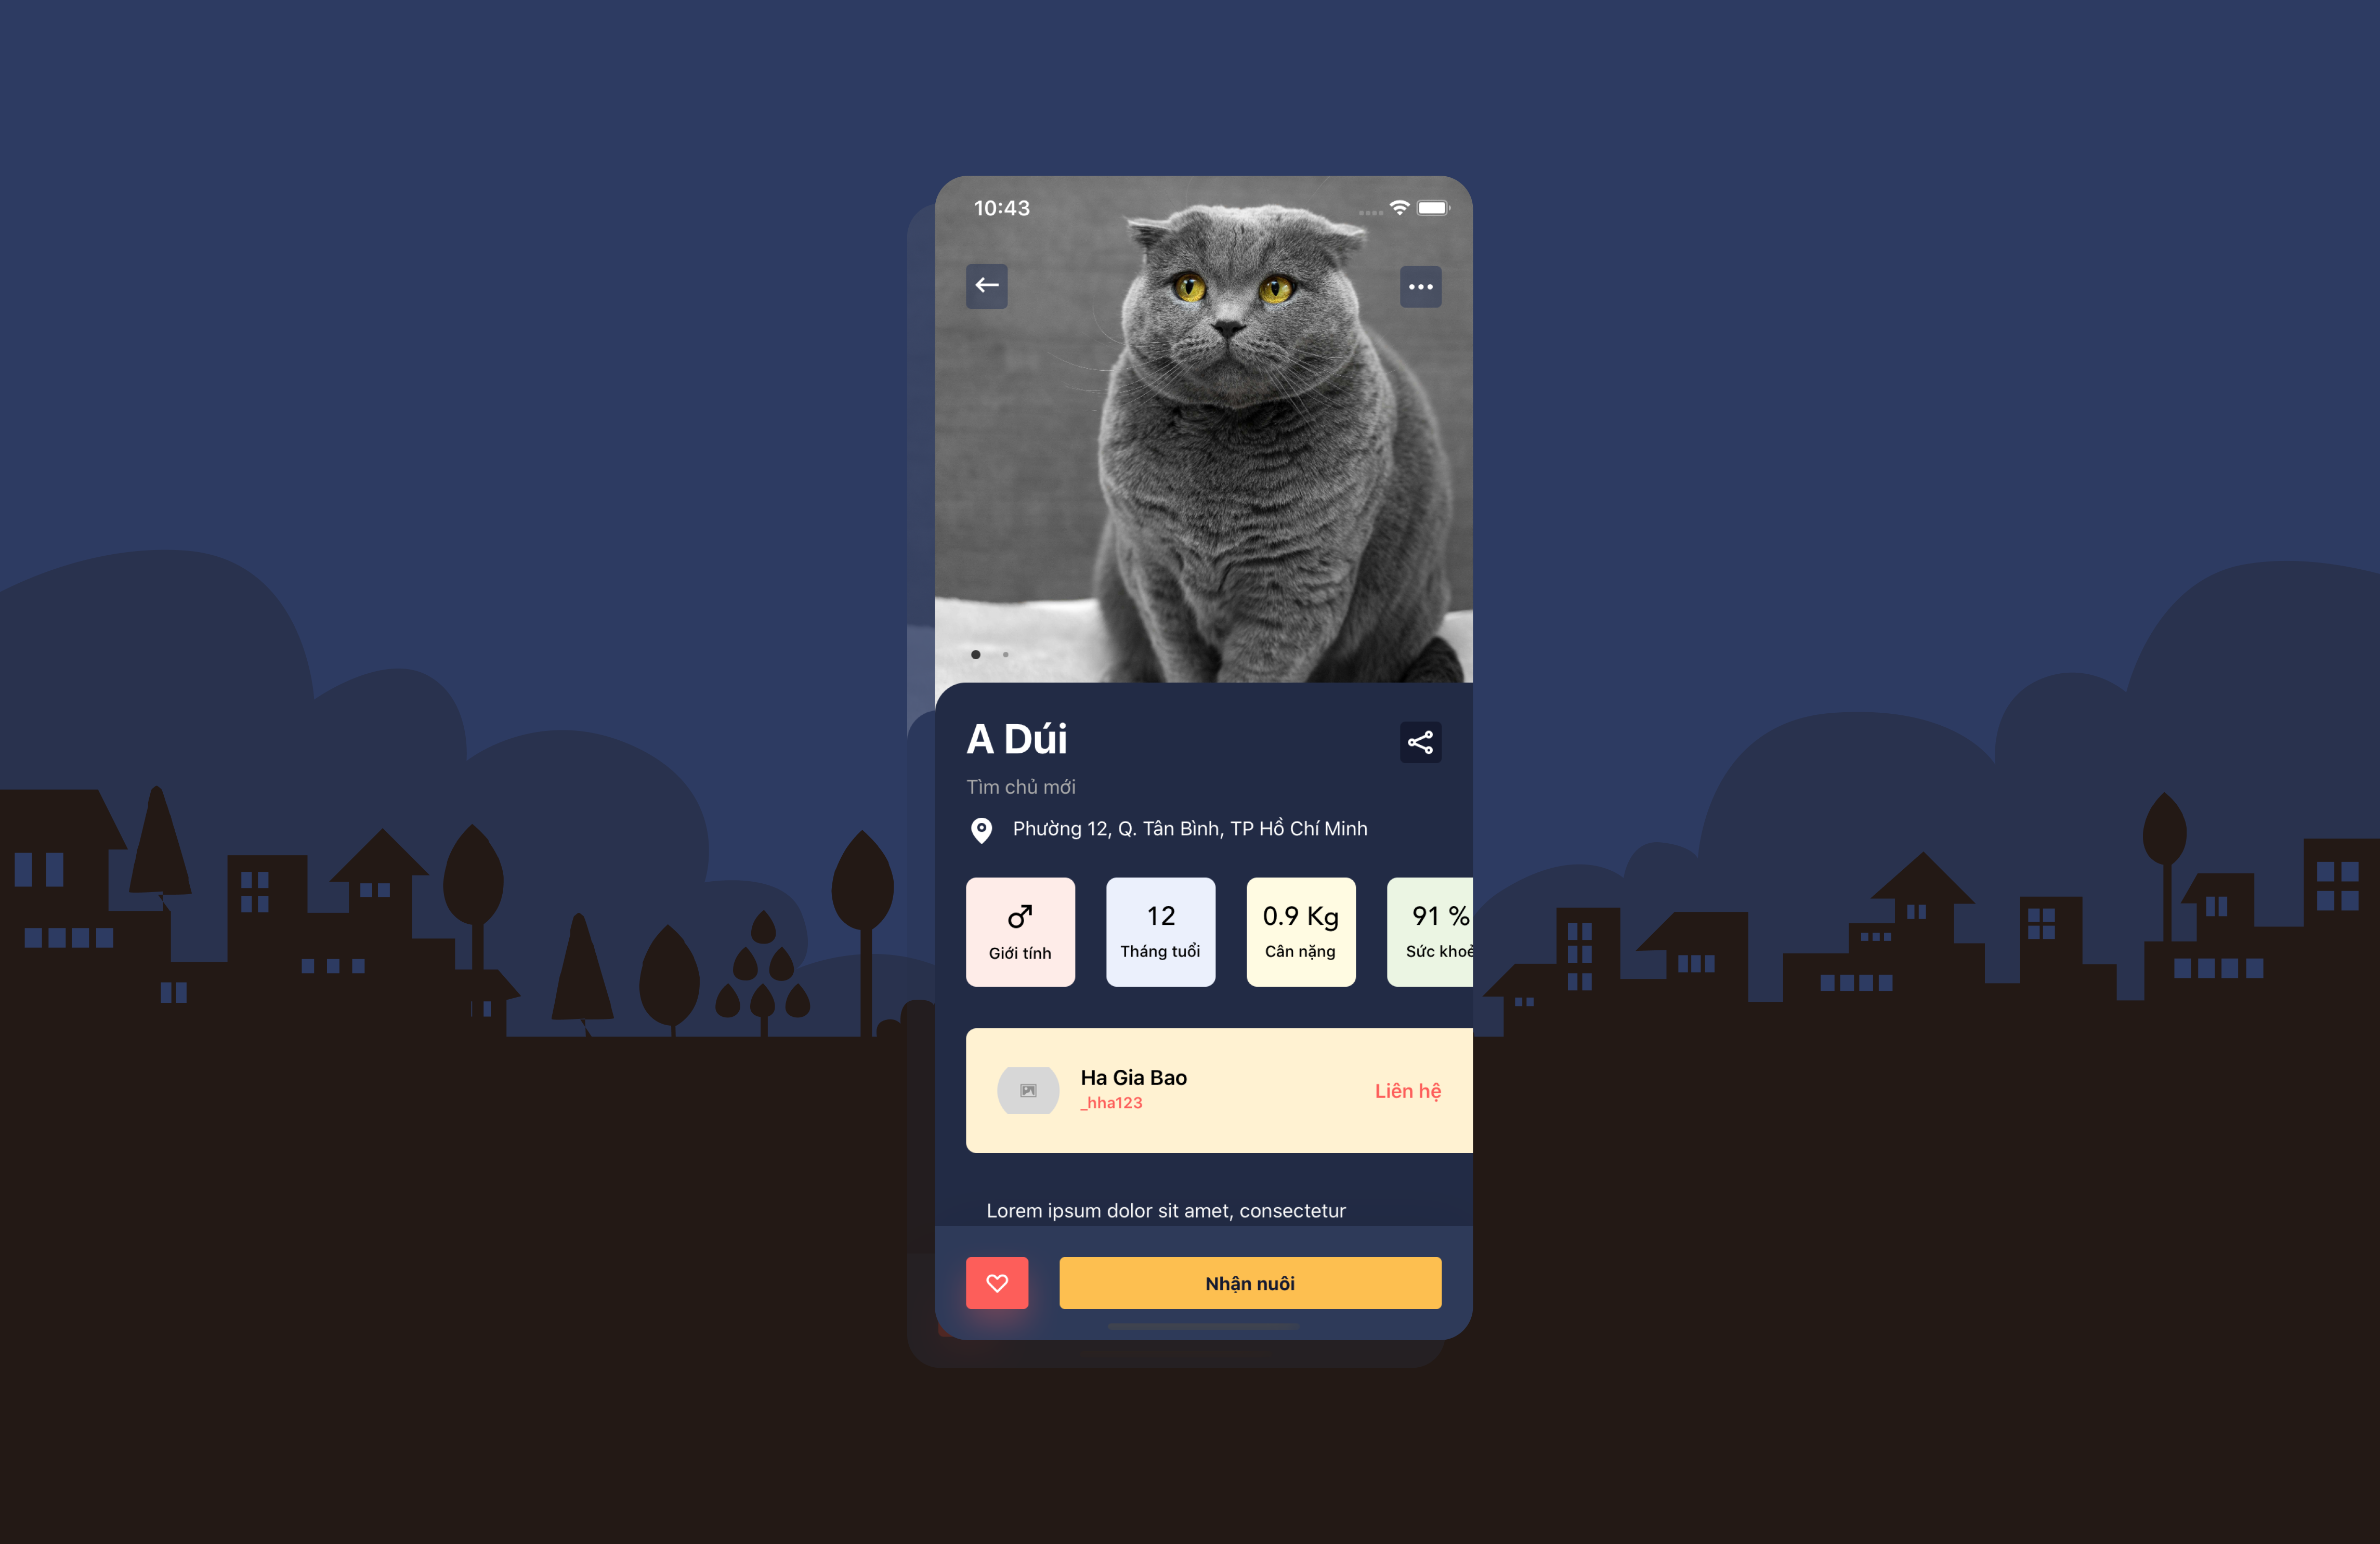 10:43
A Dúi
Tìm chủ mới
Phường 12, Q. Tân Bình, TP Hồ Chí Minh
♂ 12 0.9 Kg 91 %
Giới tính Tháng tuổi Cân nặng Sức khoẻ
Ha Gia Bao
_hha123
Liên hệ
Lorem ipsum dolor sit amet, consectetur
Nhận nuôi